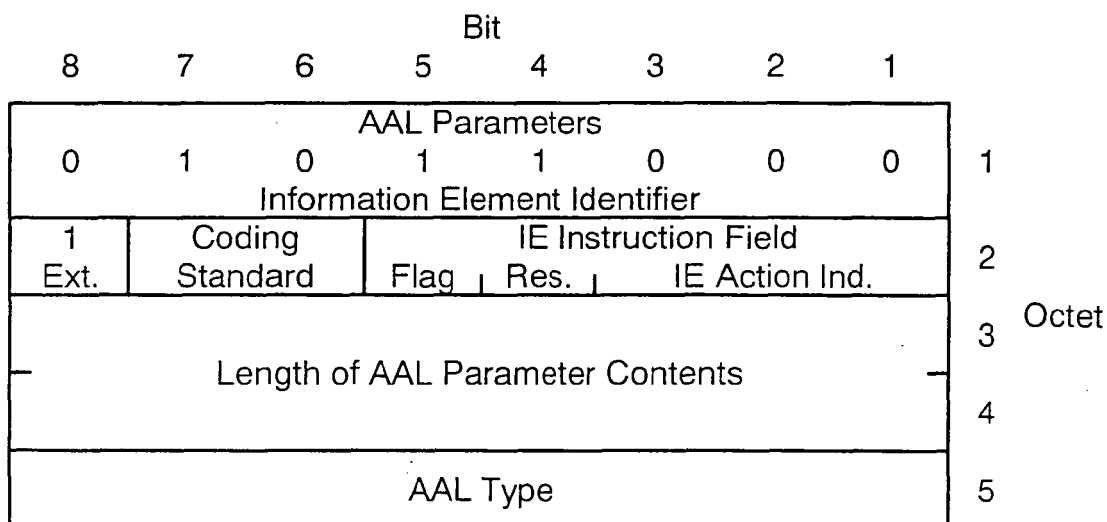 Bit
8 7 6 5 4 3 2 1
AAL Parameters
0 1 0 1 1 0 0 0 1
Information Element Identifier
1 Coding IE Instruction Field 2
Ext. Standard Flag Res. IE Action Ind.
3 Octet
Length of AAL Parameter Contents
4
AAL Type 5